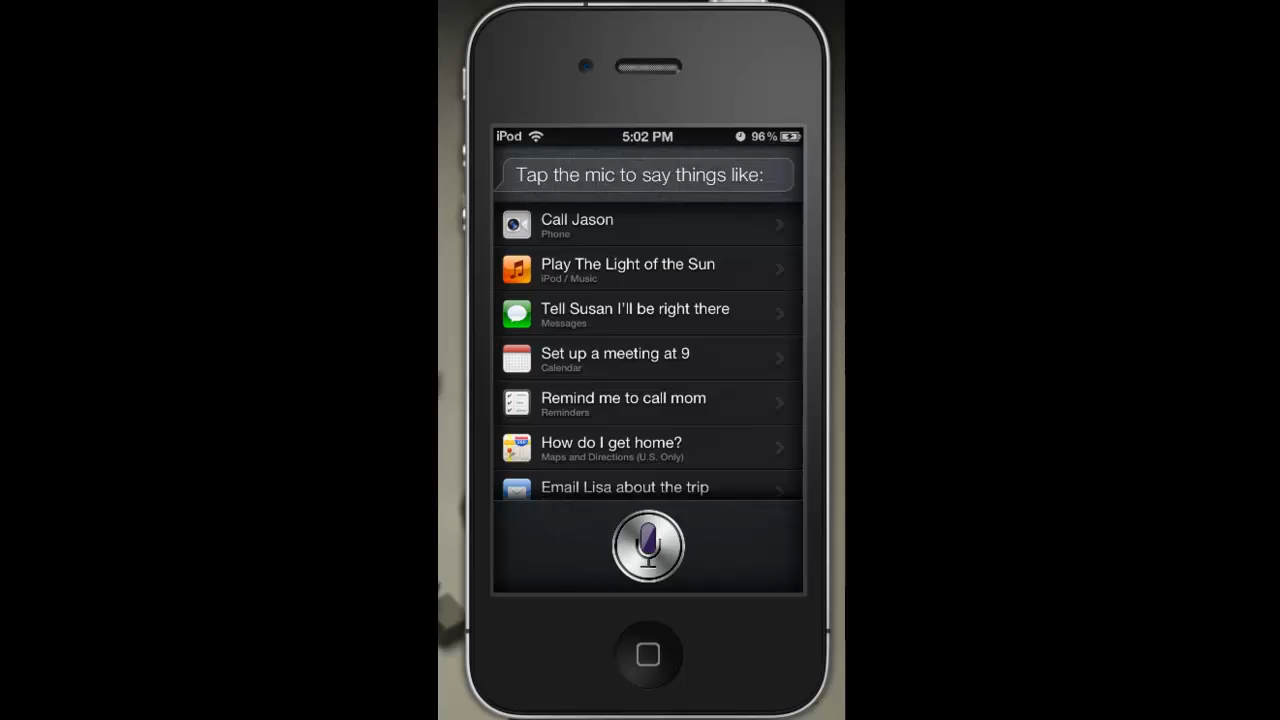 iPod 5:02 PM 96%
Tap the mic to say things like:
Call Jason
Phone
Play The Light of the Sun
iPod / Music
Tell Susan I'll be right there
Messages
Set up a meeting at 9
Calendar
Remind me to call mom
Reminders
How do I get home?
Maps and Directions (U.S. Only)
Email Lisa about the trip